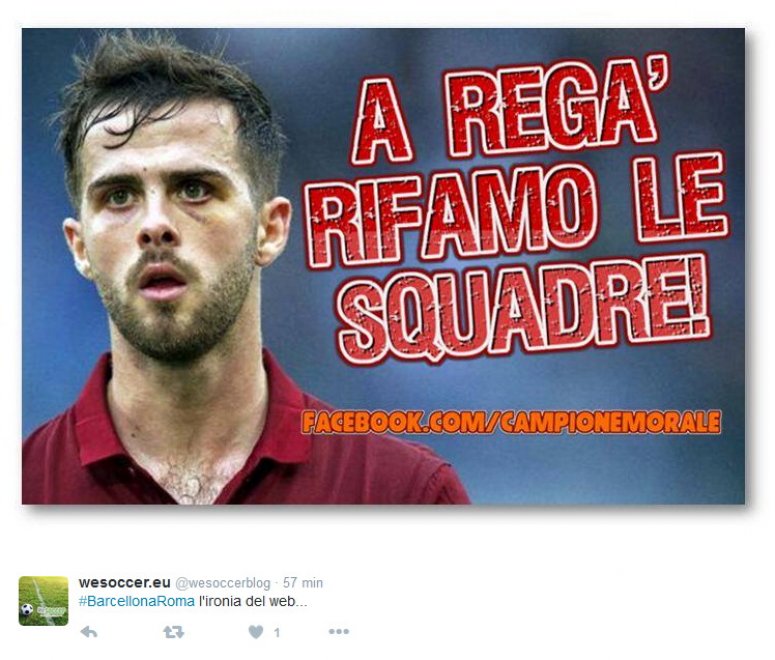 A REGA'
RIFAMO LE
SQUADRE!
FACEBOOK.COM/CAMPIONEMORALE
wesoccer.eu @wesoccerblog · 57 min
#BarcellonaRoma l'ironia del web...
1